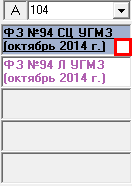 А 104
ФЗ №94 СЦ УГМЗ
(октябрь 2014 г.)
ФЗ №94 Л УГМЗ
(октябрь 2014 г.)